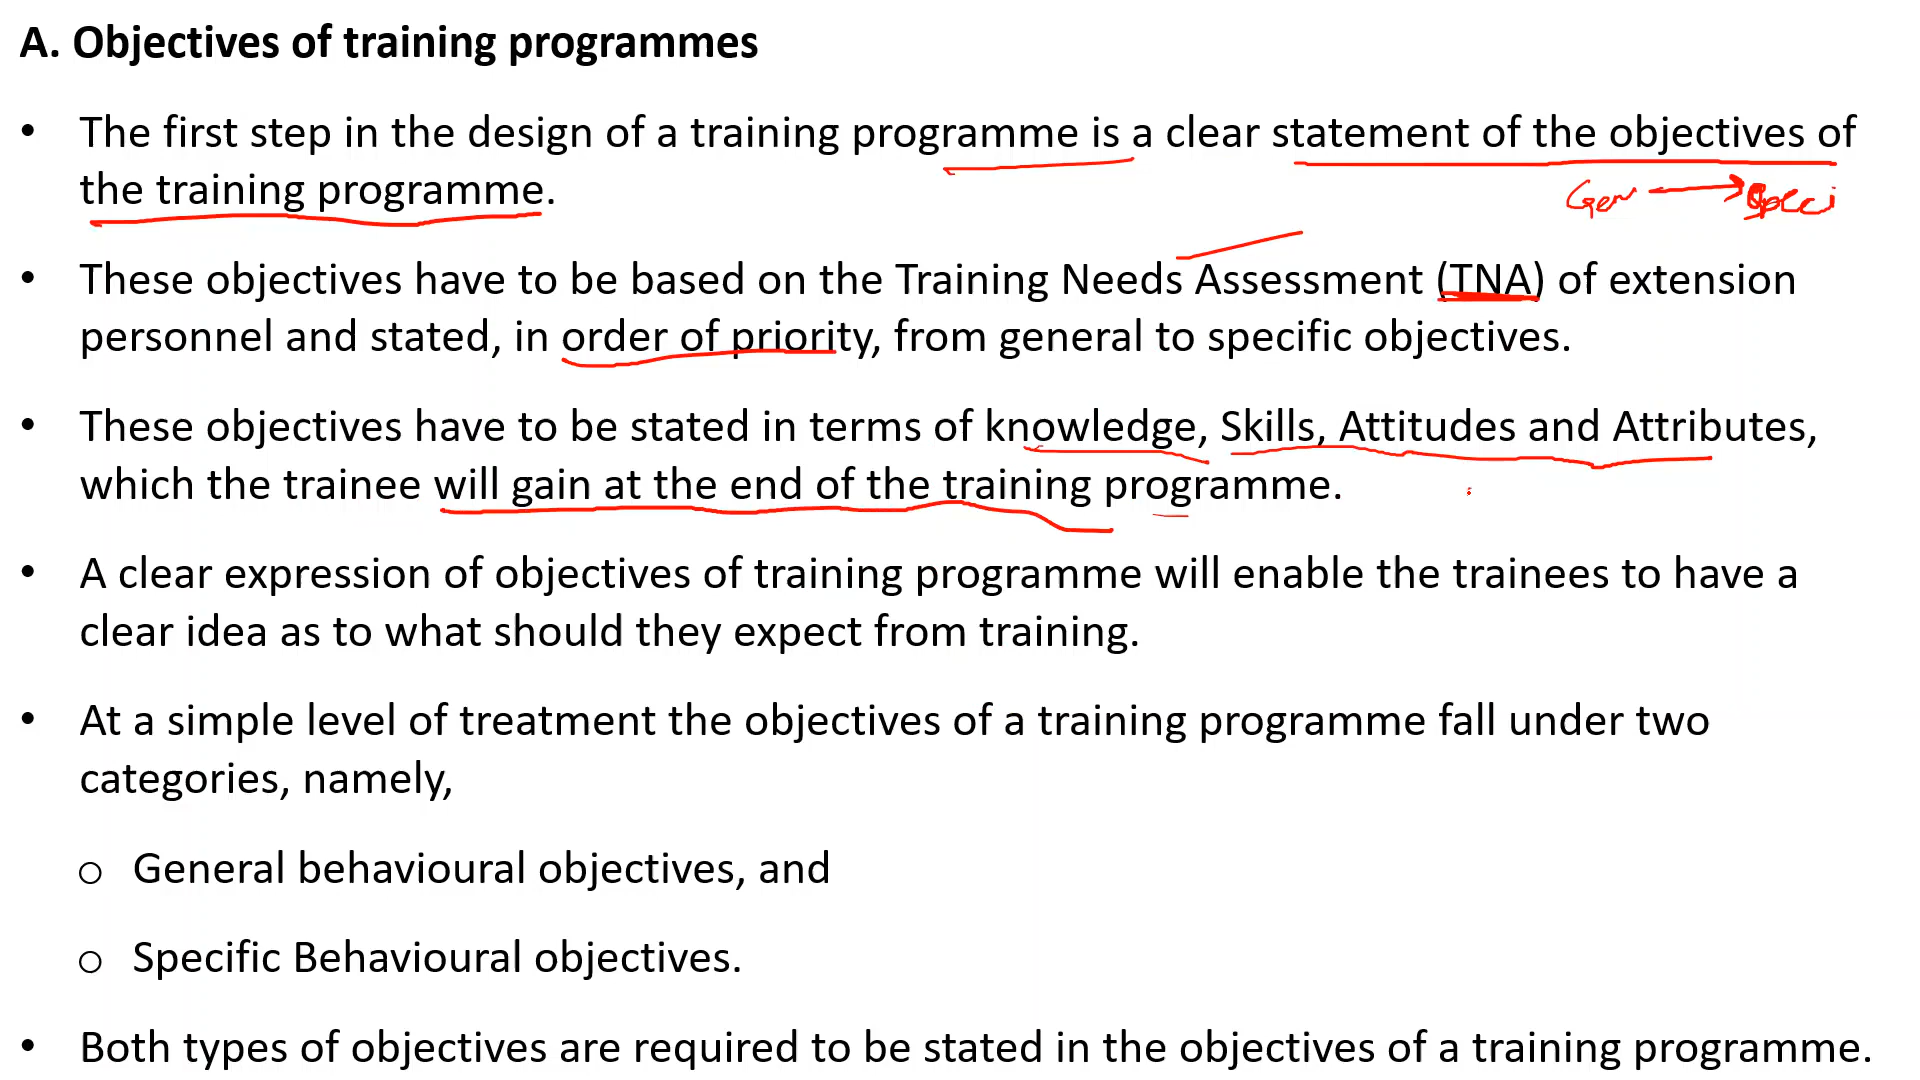 A. Objectives of training programmes
• The first step in the design of a training programme is a clear statement of the objectives of
the training programme.
Gen → Speci
• These objectives have to be based on the Training Needs Assessment (TNA) of extension
personnel and stated, in order of priority, from general to specific objectives.
• These objectives have to be stated in terms of knowledge, Skills, Attitudes and Attributes,
which the trainee will gain at the end of the training programme.
• A clear expression of objectives of training programme will enable the trainees to have a
clear idea as to what should they expect from training.
• At a simple level of treatment the objectives of a training programme fall under two
categories, namely,
o General behavioural objectives, and
o Specific Behavioural objectives.
• Both types of objectives are required to be stated in the objectives of a training programme.